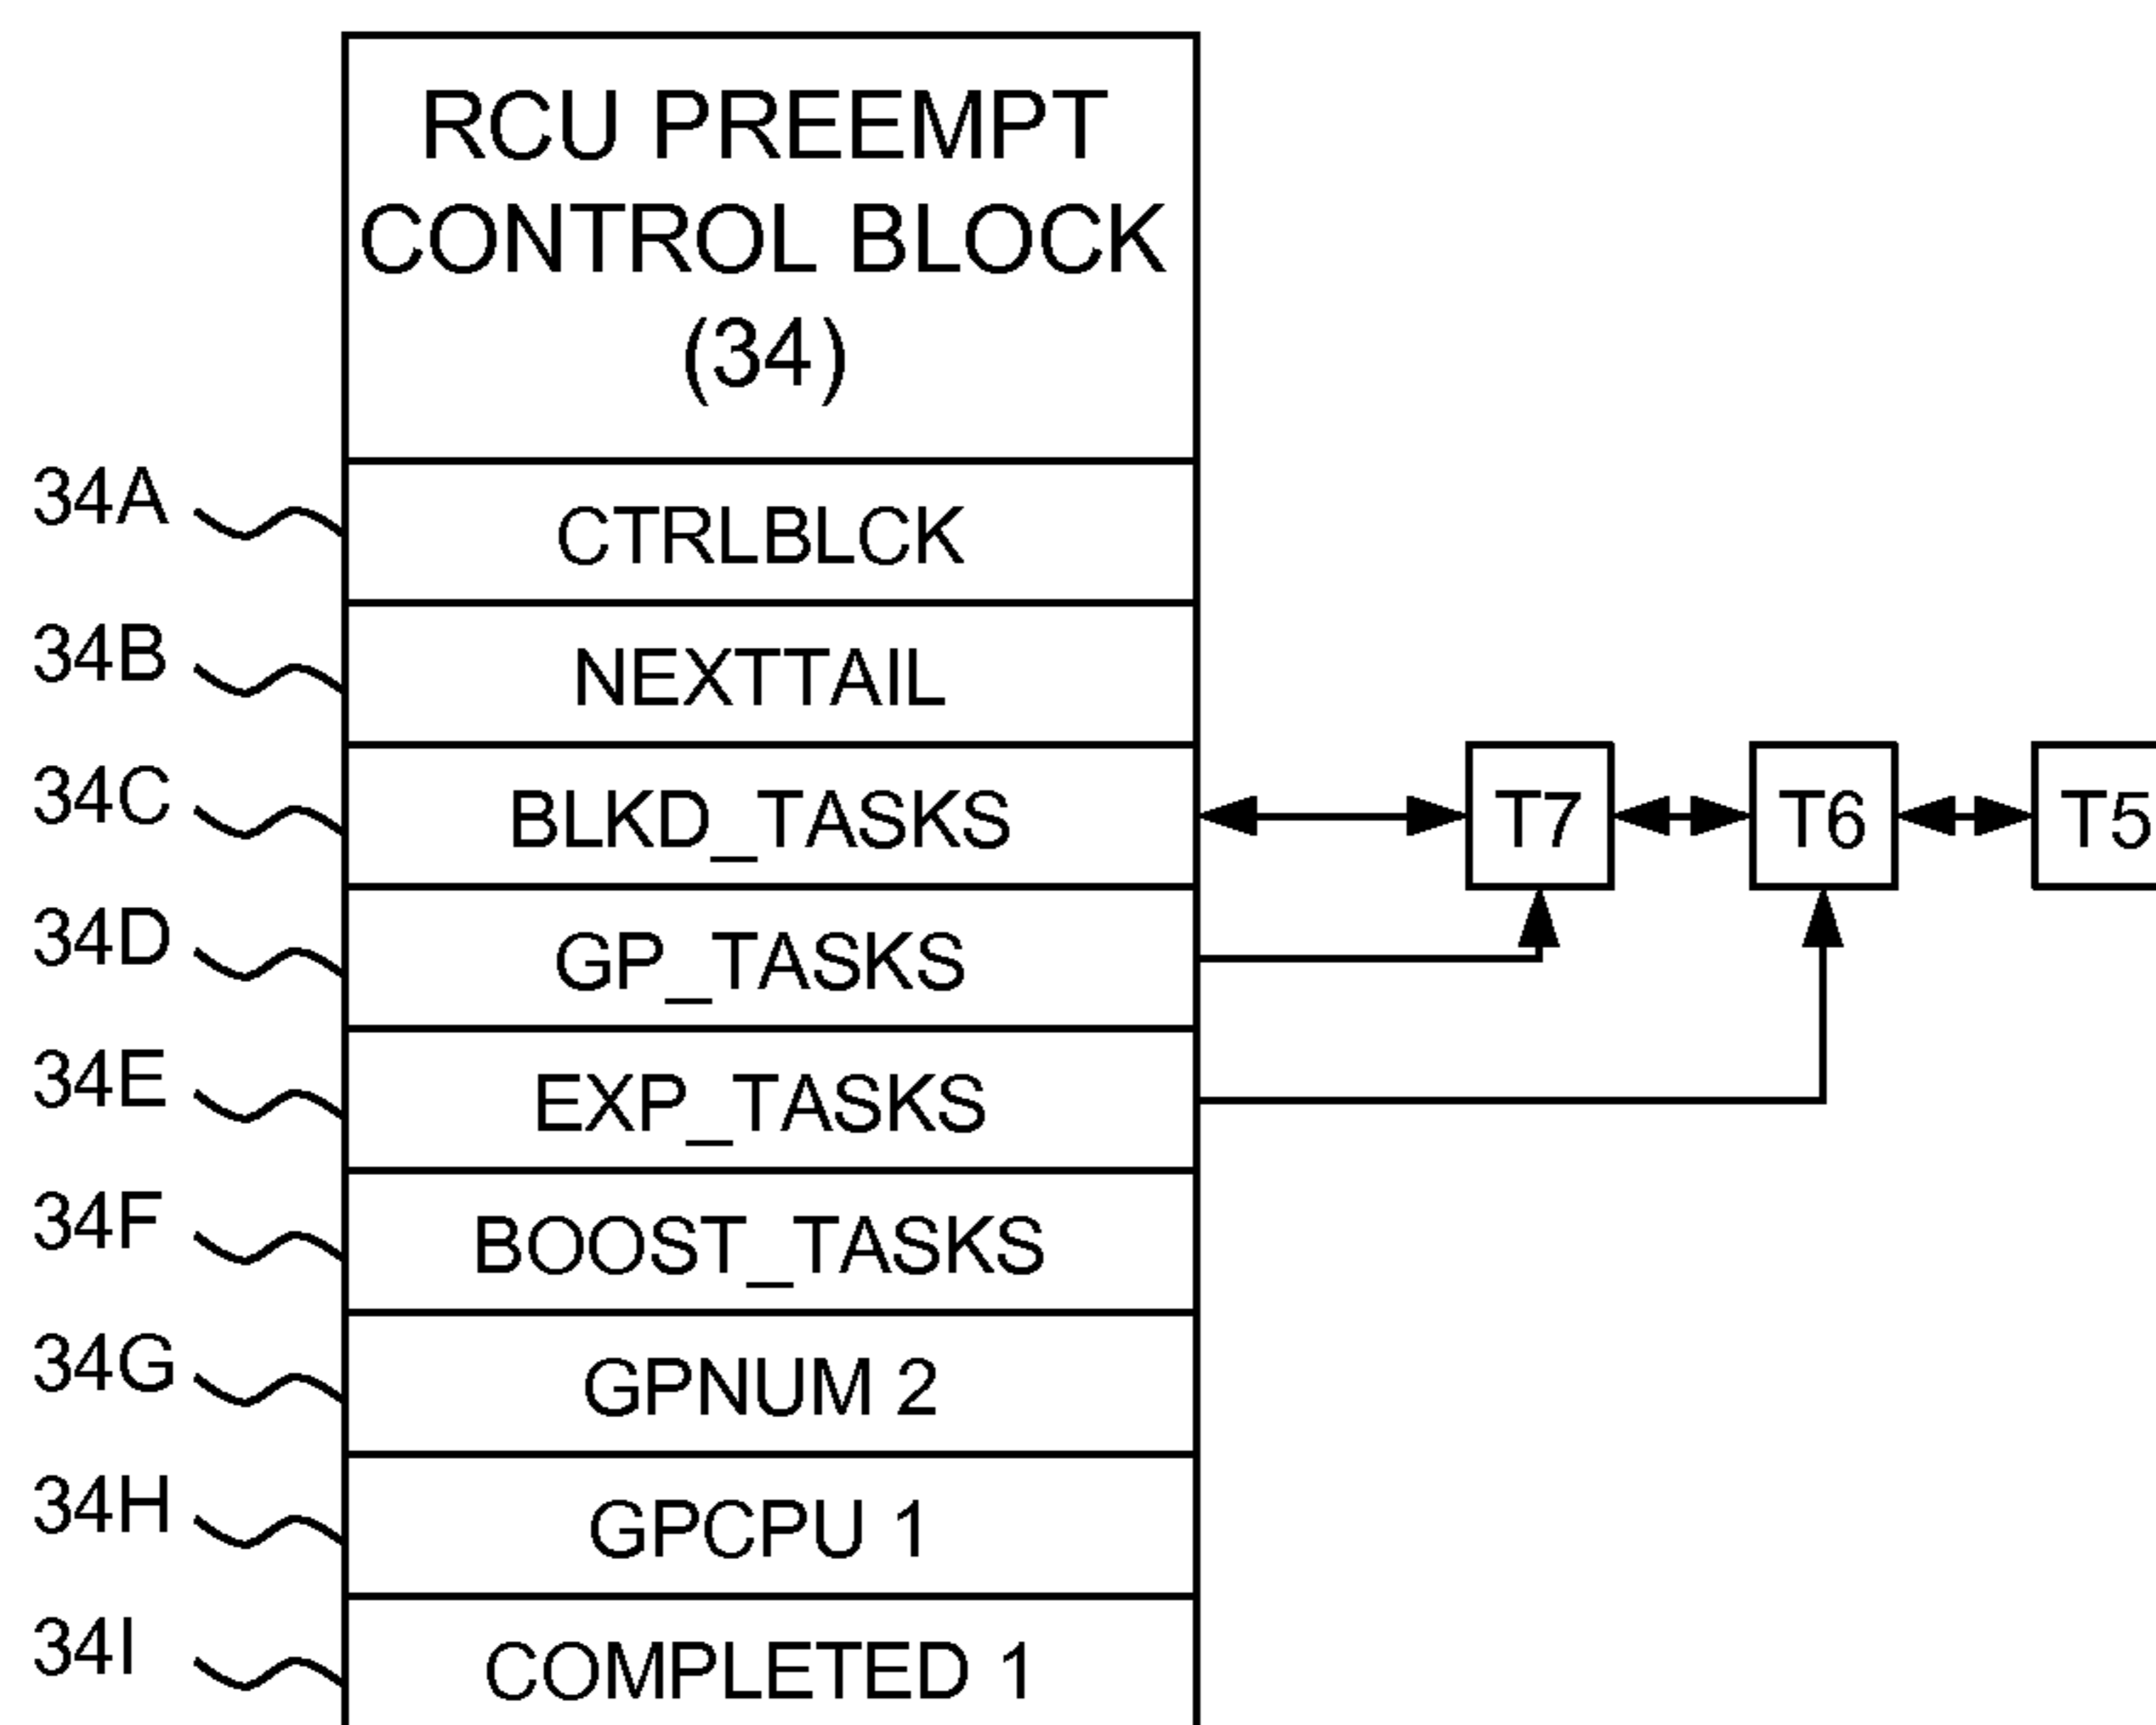 RCU PREEMPT
CONTROL BLOCK
(34)
34A CTRLBLCK
34B NEXTTAIL
34C BLKD_TASKS T7 T6 T5
34D GP_TASKS
34E EXP_TASKS
34F BOOST_TASKS
34G GPNUM 2
34H GPCPU 1
34I COMPLETED 1